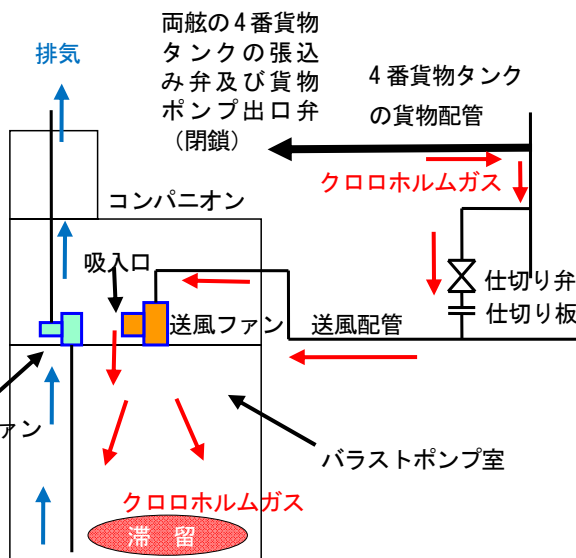 両舷の4番貨物
タンクの張込
み弁及び貨物
ポンプ出口弁
（閉鎖）
排気
4番貨物タンク
の貨物配管
クロロホルムガス
コンパニオン
吸入口
仕切り弁
仕切り板
送風ファン
送風配管
ァン
バラストポンプ室
クロロホルムガス
滞 留